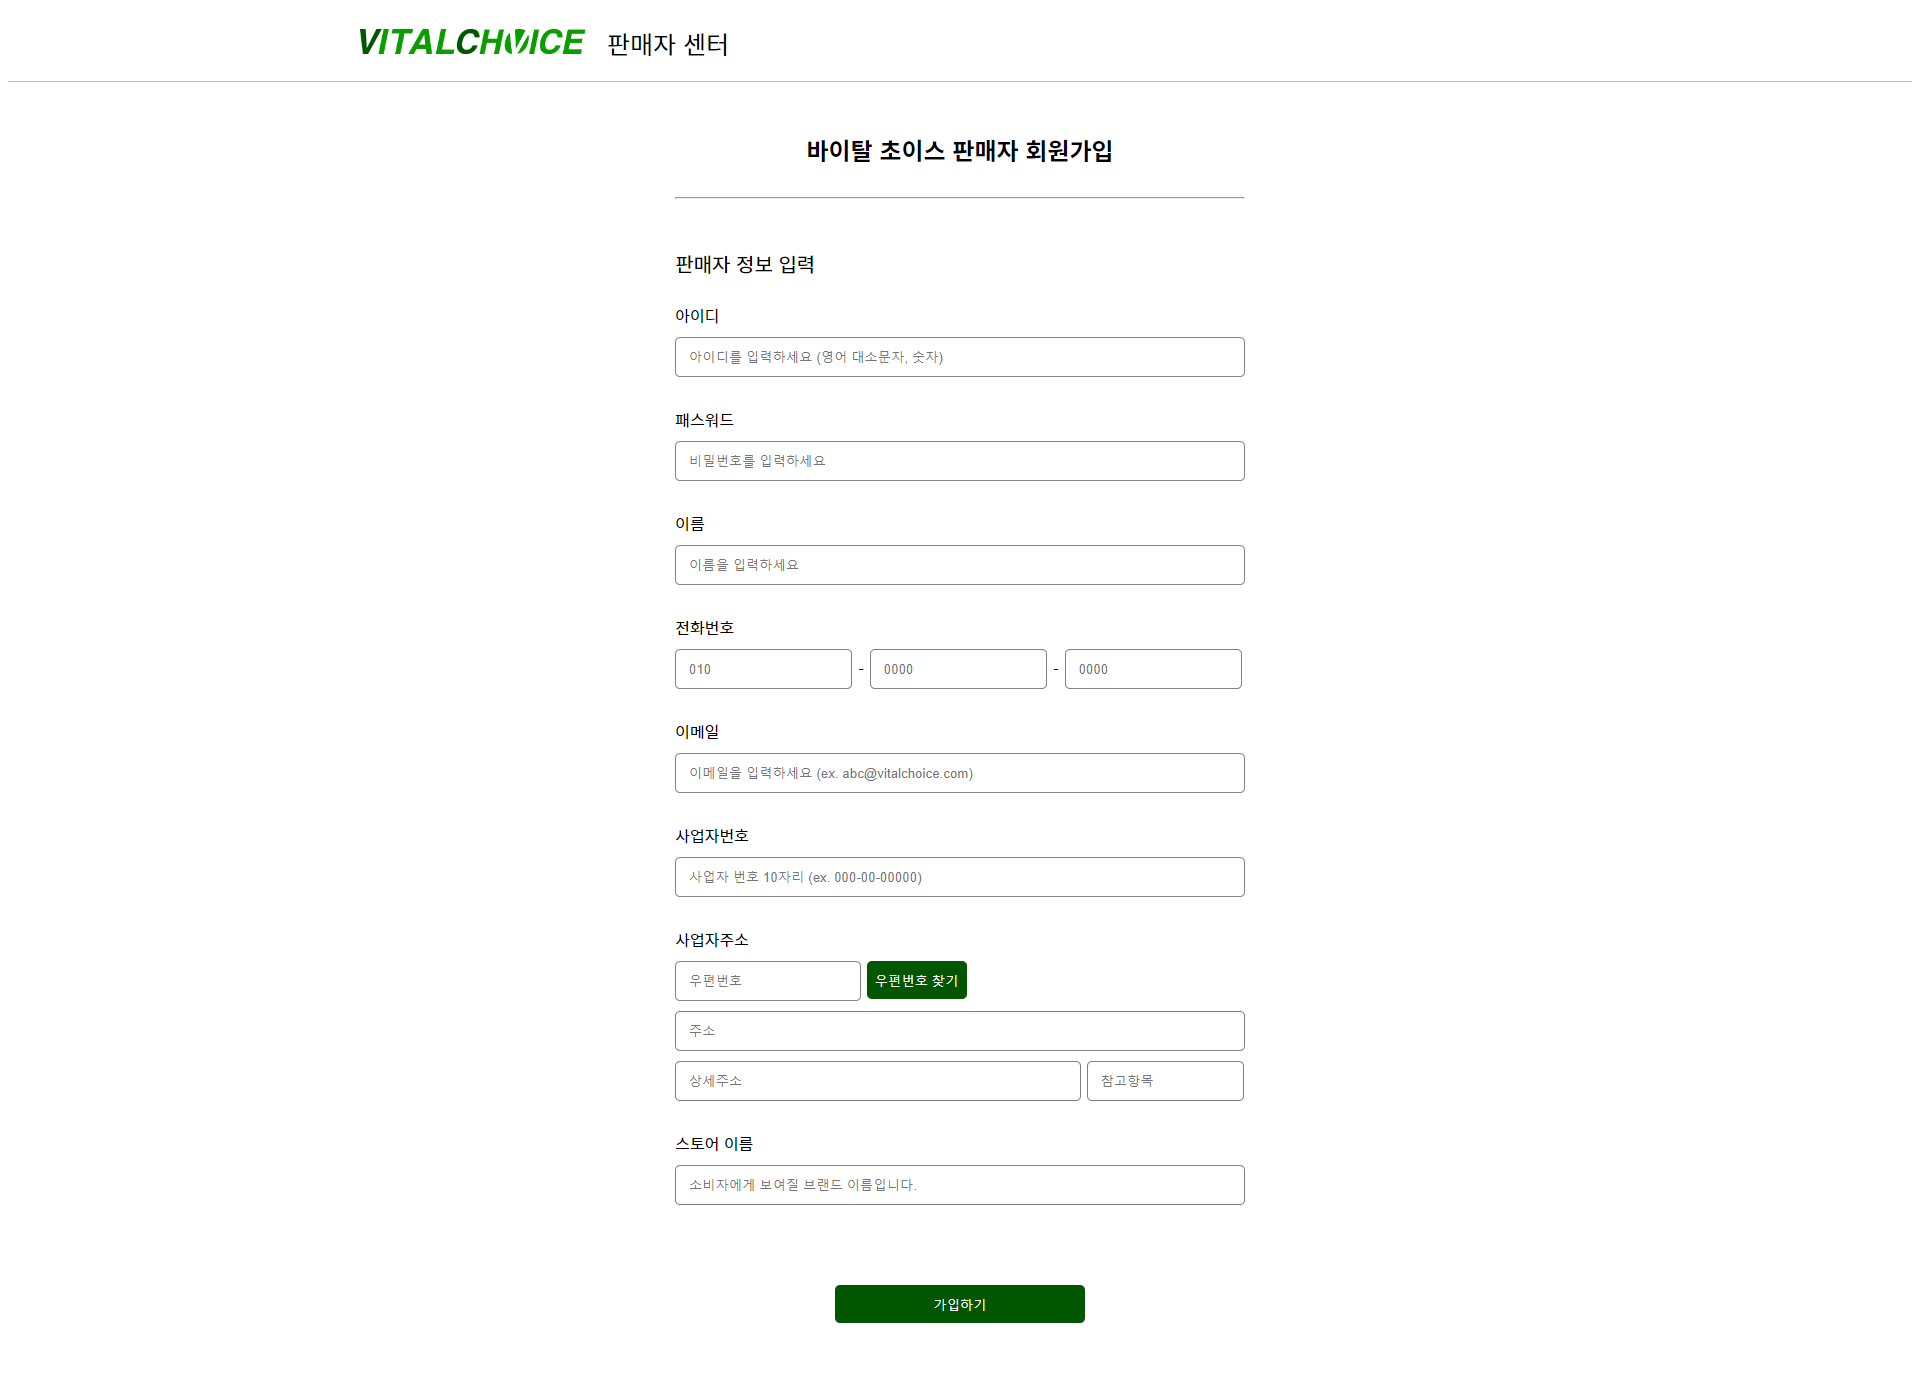 VITALCHOICE 판매자 센터
바이탈 초이스 판매자 회원가입
판매자 정보 입력
아이디
아이디를 입력하세요 (영어 대소문자, 숫자)
패스워드
비밀번호를 입력하세요
이름
이름을 입력하세요
전화번호
010 - 0000 - 0000
이메일
이메일을 입력하세요 (ex. abc@vitalchoice.com)
사업자번호
사업자 번호 10자리 (ex. 000-00-00000)
사업자주소
우편번호 우편번호 찾기
주소
상세주소 참고항목
스토어 이름
소비자에게 보여질 브랜드 이름입니다.
가입하기